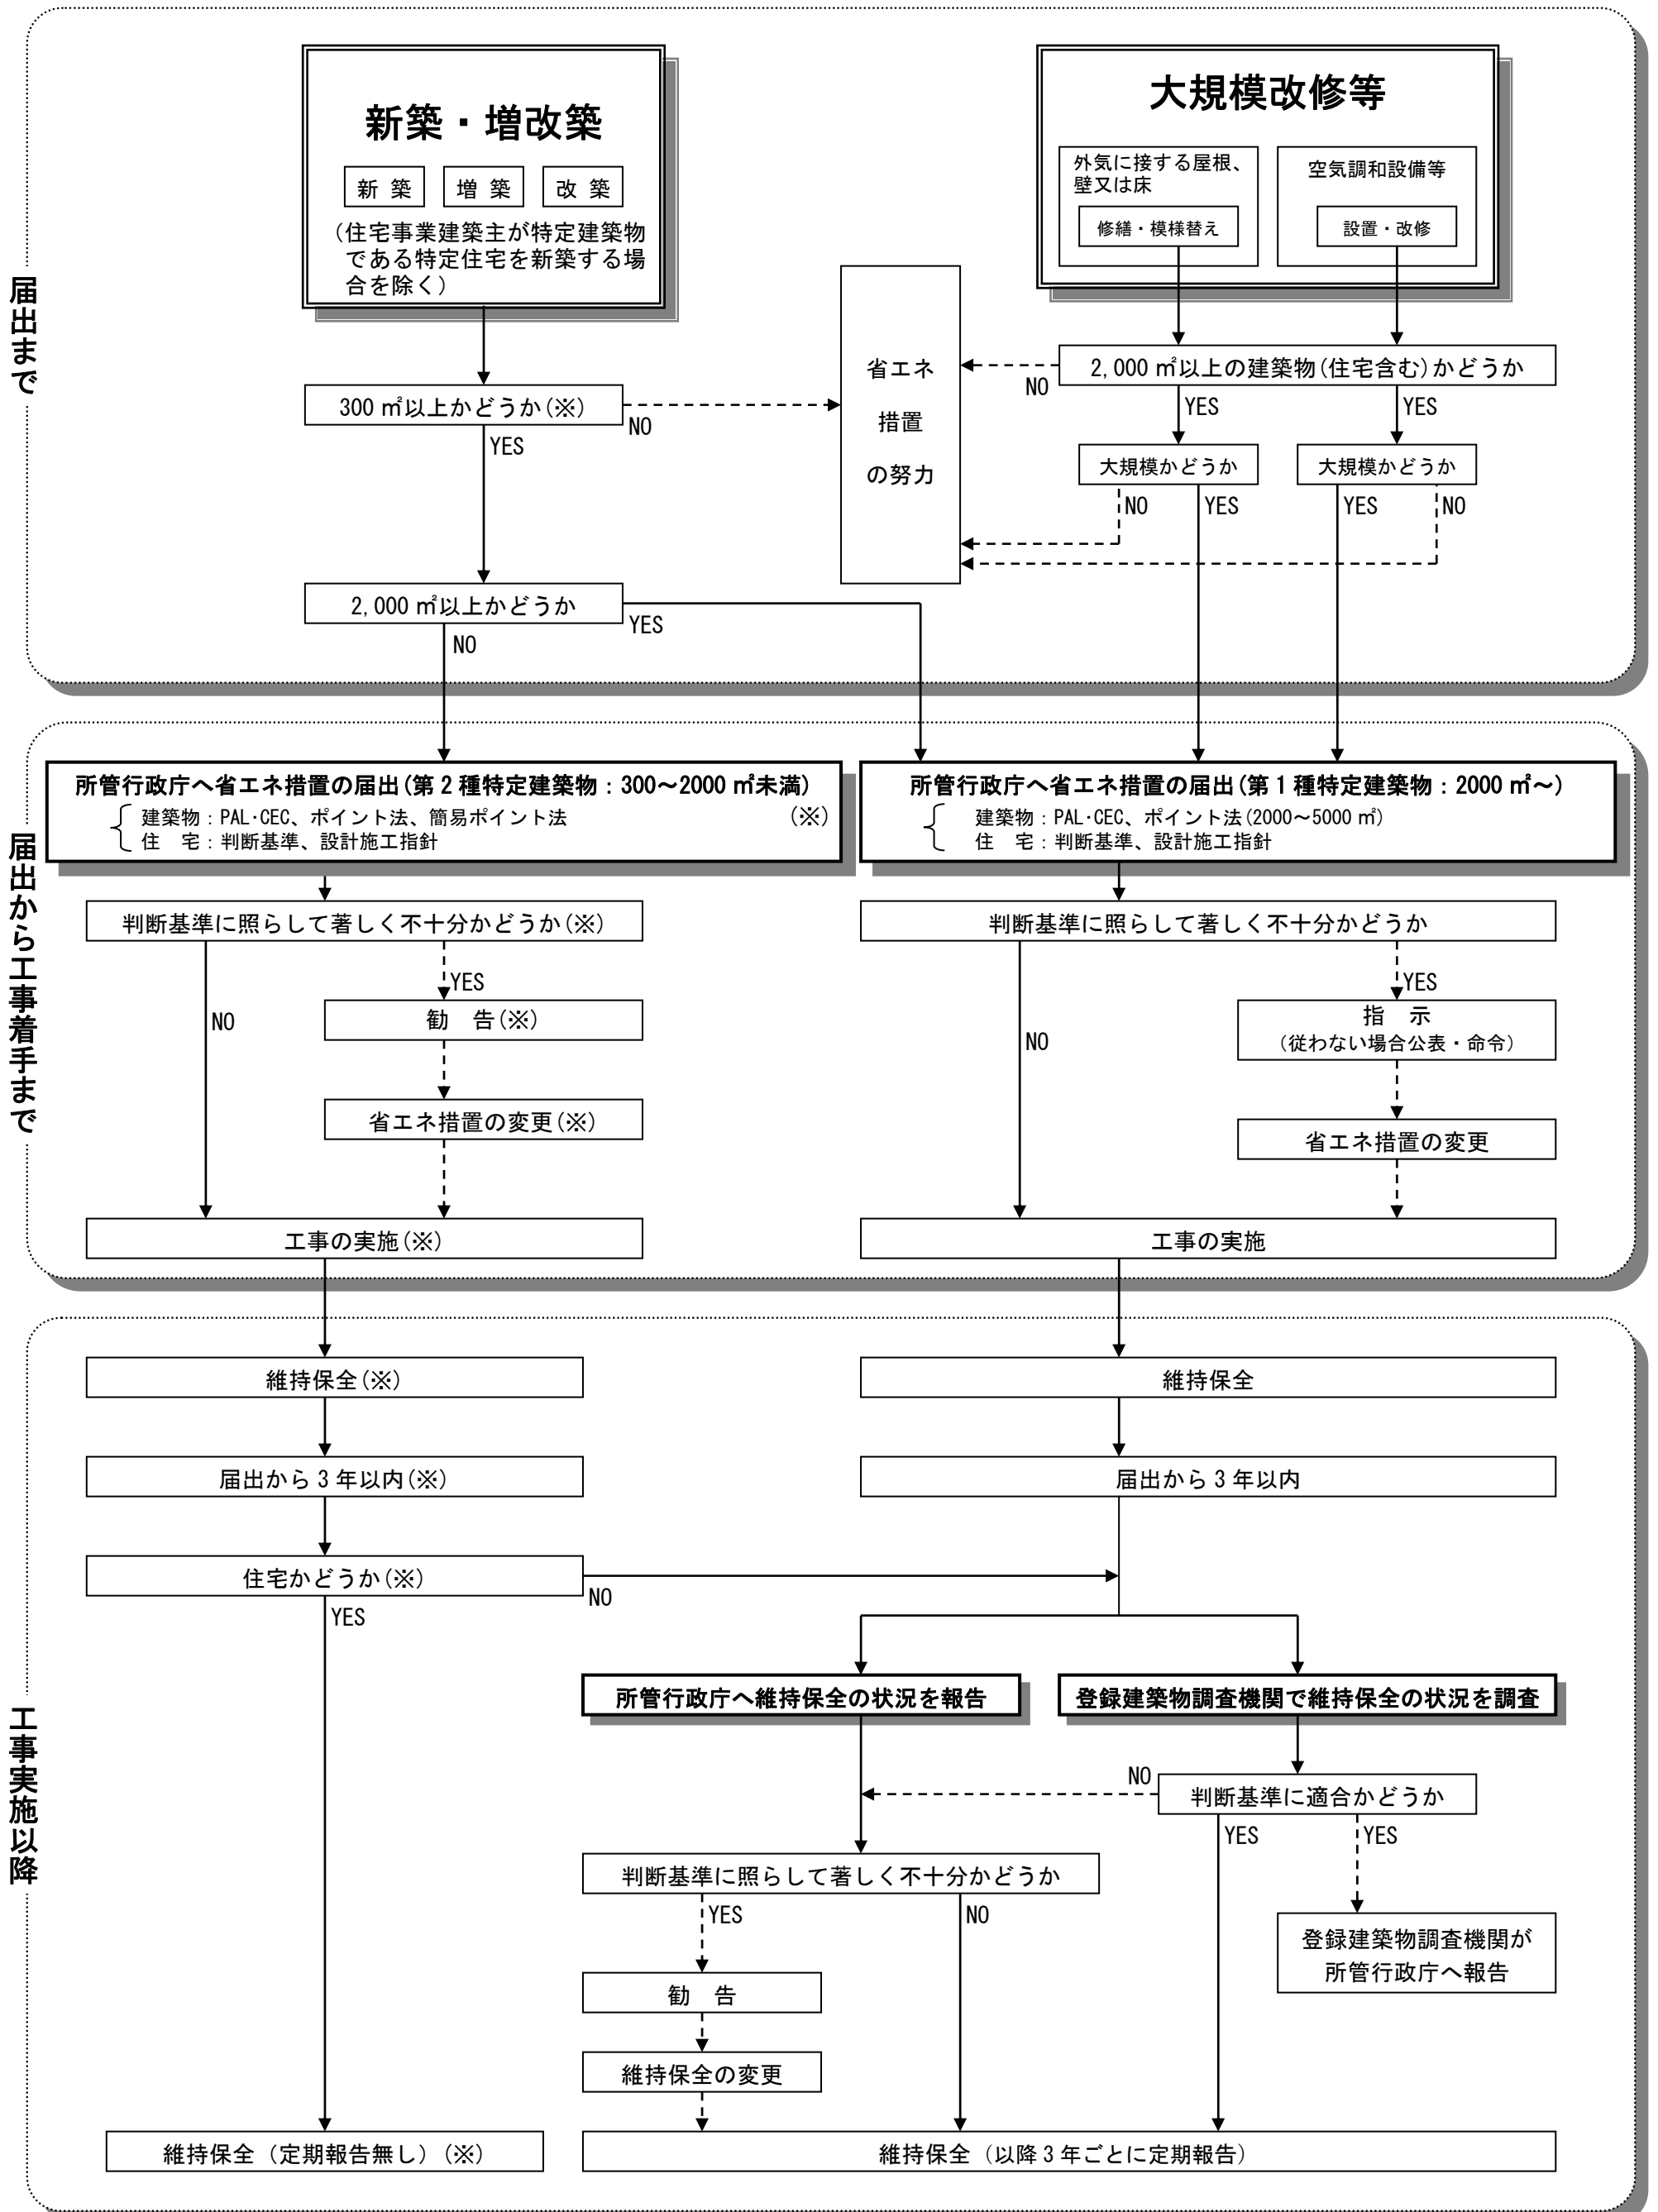 届出まで
新築・増改築
新 築
増 築
改 築
(住宅事業建築主が特定建築物
である特定住宅を新築する場
合を除く)
大規模改修等
外気に接する屋根、
壁又は床
修繕・模様替え
空気調和設備等
設置・改修
省エネ
措置
の努力
2,000 ㎡以上の建築物(住宅含む)かどうか
NO
YES
YES
300 ㎡以上かどうか(※)
NO
YES
大規模かどうか
大規模かどうか
NO
YES
YES
NO
2,000 ㎡以上かどうか
YES
NO
届出から工事着手まで
所管行政庁へ省エネ措置の届出(第2種特定建築物:300～2000 ㎡未満)
建築物:PAL・CEC、ポイント法、簡易ポイント法 (※)
住 宅:判断基準、設計施工指針
所管行政庁へ省エネ措置の届出(第1種特定建築物:2000 ㎡～)
建築物:PAL・CEC、ポイント法(2000～5000 ㎡)
住 宅:判断基準、設計施工指針
判断基準に照らして著しく不十分かどうか(※)
YES
NO
勧 告(※)
省エネ措置の変更(※)
工事の実施(※)
判断基準に照らして著しく不十分かどうか
YES
NO
指 示
(従わない場合公表・命令)
省エネ措置の変更
工事の実施
工事実施以降
維持保全(※)
届出から3年以内(※)
住宅かどうか(※)
NO
YES
維持保全
届出から3年以内
所管行政庁へ維持保全の状況を報告
登録建築物調査機関で維持保全の状況を調査
NO
判断基準に適合かどうか
YES
YES
判断基準に照らして著しく不十分かどうか
YES
NO
登録建築物調査機関が
所管行政庁へ報告
勧 告
維持保全の変更
維持保全(定期報告無し)(※)
維持保全(以降3年ごとに定期報告)